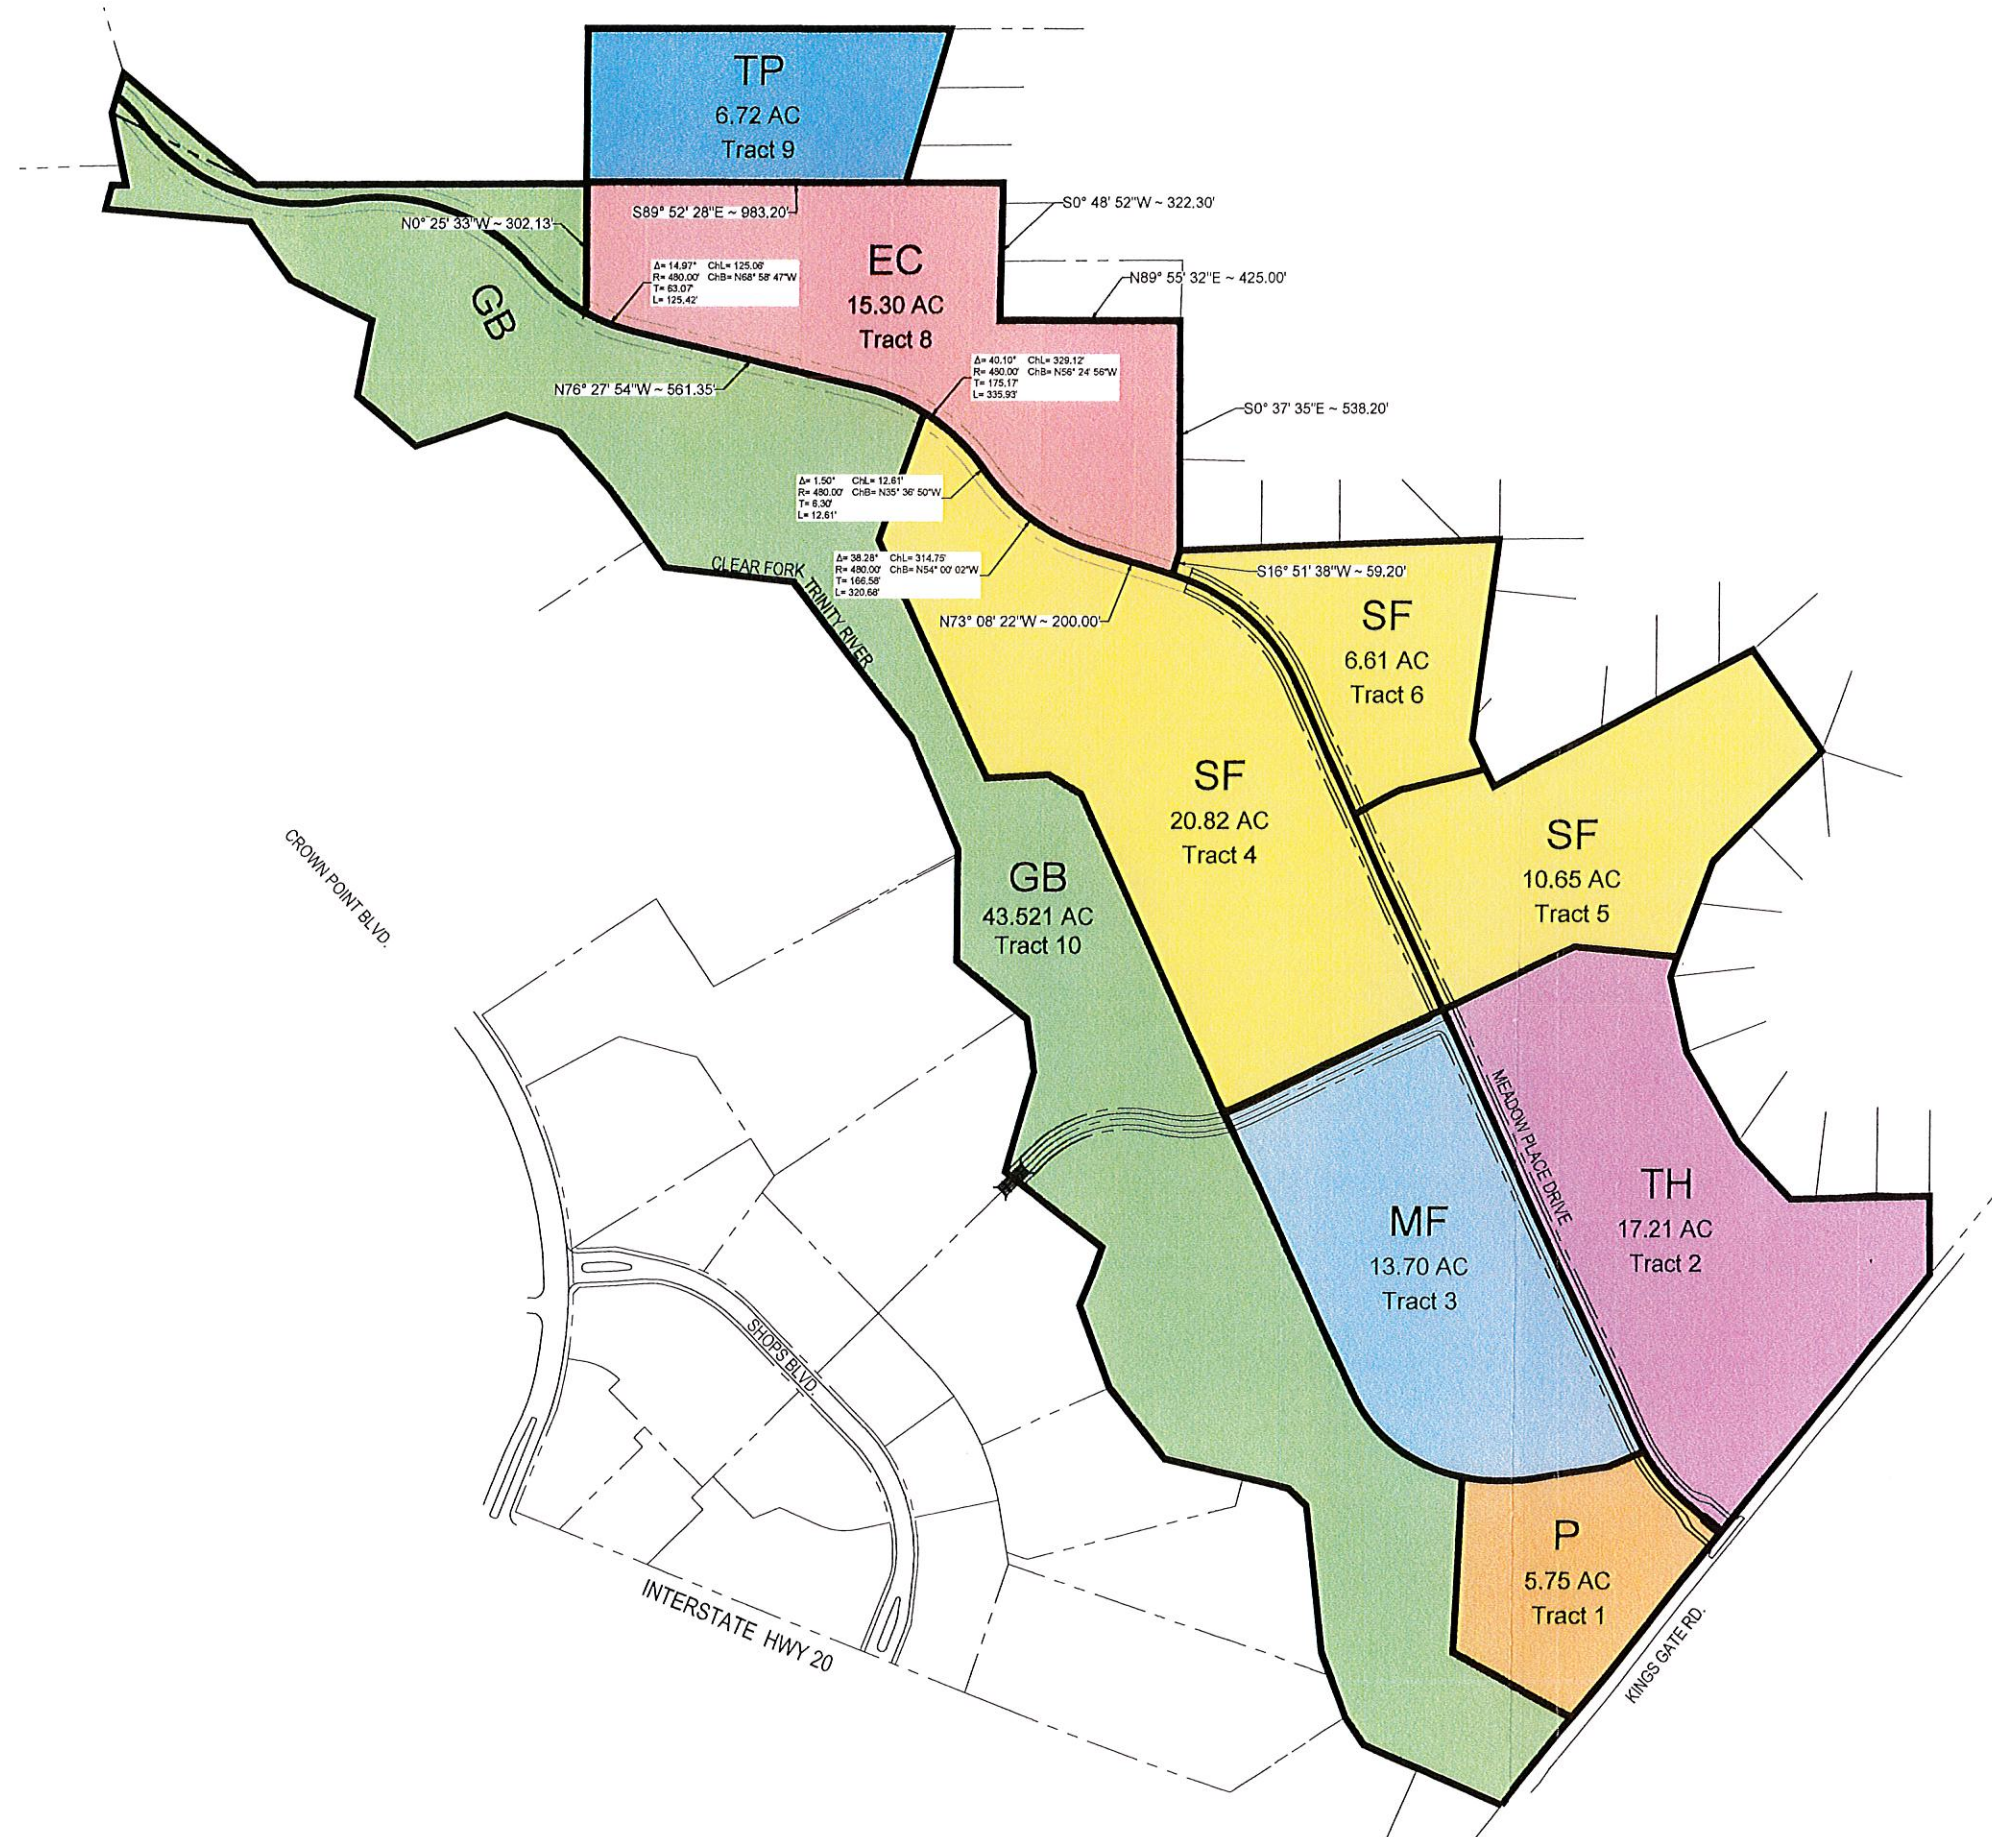 TP
6.72 AC
Tract 9
N0° 25' 33"W ~ 302.13'
S89° 52' 28"E ~ 983.20'
S0° 48' 52"W ~ 322.30'
EC
15.30 AC
Tract 8
Δ= 14.97° ChL= 125.06'
R= 480.00' ChB= N68° 58' 47"W
T= 63.07'
L= 125.42'
N89° 55' 32"E ~ 425.00'
GB
N76° 27' 54"W ~ 561.35'
Δ= 40.10° ChL= 329.12'
R= 480.00' ChB= N56° 24' 56"W
T= 175.17'
L= 335.93'
S0° 37' 35"E ~ 538.20'
Δ= 1.50° ChL= 12.61'
R= 480.00' ChB= N35° 36' 50"W
T= 6.30'
L= 12.61'
Δ= 38.28° ChL= 314.75'
R= 480.00' ChB= N54° 00' 02"W
T= 166.58'
L= 320.68'
CLEAR FORK TRINITY RIVER
S16° 51' 38"W ~ 59.20'
N73° 08' 22"W ~ 200.00'
SF
6.61 AC
Tract 6
SF
20.82 AC
Tract 4
SF
10.65 AC
Tract 5
CROWN POINT BLVD.
GB
43.521 AC
Tract 10
MEADOW PLACE DRIVE
TH
17.21 AC
Tract 2
MF
13.70 AC
Tract 3
SHOPS BLVD.
P
5.75 AC
Tract 1
INTERSTATE HWY 20
KINGS GATE RD.